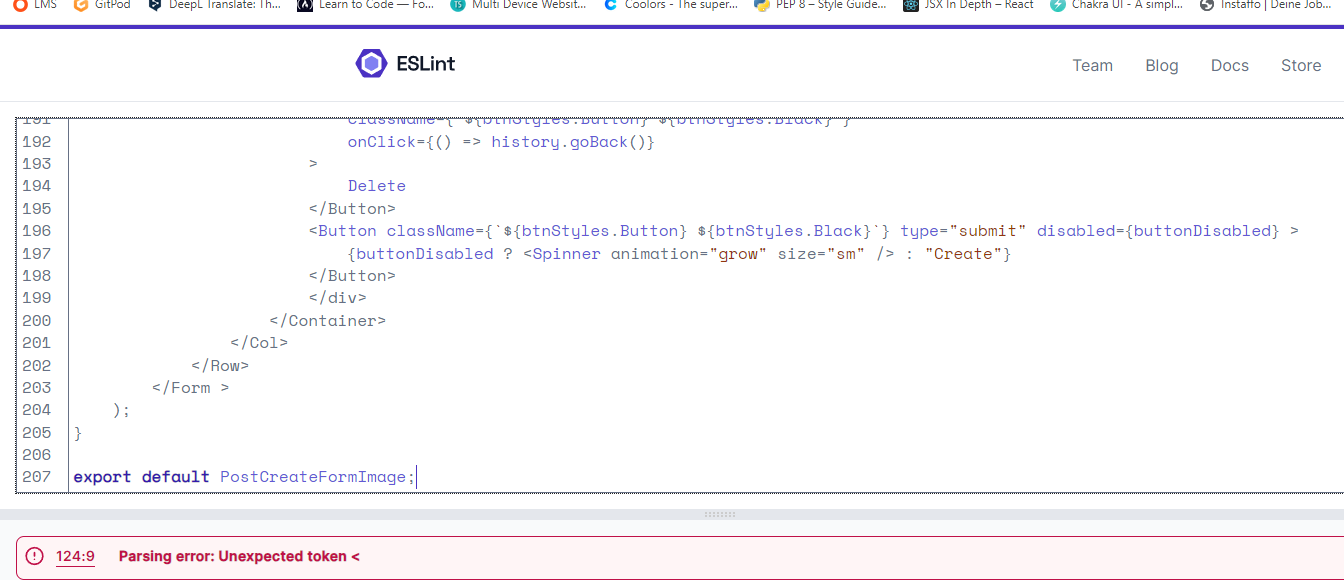 LMS GitPod DeepL Translate: Th... Learn to Code — Fo... Multi Device Websit... Coolors - The super... PEP 8 – Style Guide... JSX In Depth – React Chakra UI - A simpl... Instaffo | Deine Job...
ESLint Team Blog Docs Store
191 className={`${btnStyles.Button} ${btnStyles.Black}`}
192 onClick={() => history.goBack()}
193 >
194 Delete
195 </Button>
196 <Button className={`${btnStyles.Button} ${btnStyles.Black}`} type="submit" disabled={buttonDisabled} >
197 {buttonDisabled ? <Spinner animation="grow" size="sm" /> : "Create"}
198 </Button>
199 </div>
200 </Container>
201 </Col>
202 </Row>
203 </Form >
204 );
205 }
206
207 export default PostCreateFormImage;
124:9 Parsing error: Unexpected token <